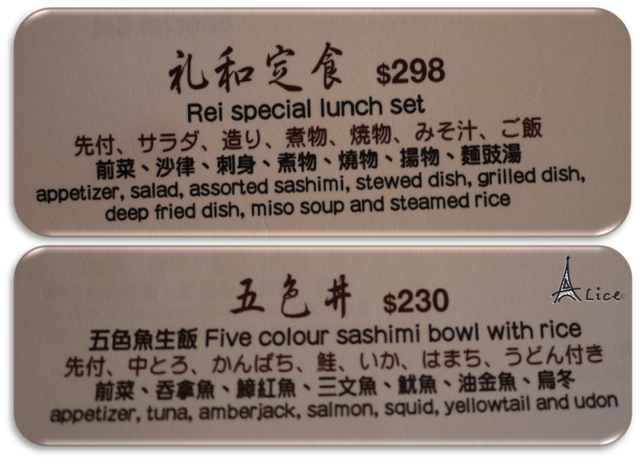 礼和定食 $298
Rei special lunch set
先付、サラダ、造り、煮物、焼物、みそ汁、ご飯
前菜、沙律、刺身、煮物、燒物、揚物、麵豉湯
appetizer, salad, assorted sashimi, stewed dish, grilled dish,
deep fried dish, miso soup and steamed rice
五色丼 $230
五色魚生飯 Five colour sashimi bowl with rice
先付、中とろ、かんぱち、鮭、いか、はまち、うどん付き
前菜、吞拿魚、鱆紅魚、三文魚、魷魚、油金魚、烏冬
appetizer, tuna, amberjack, salmon, squid, yellowtail and udon
Alice